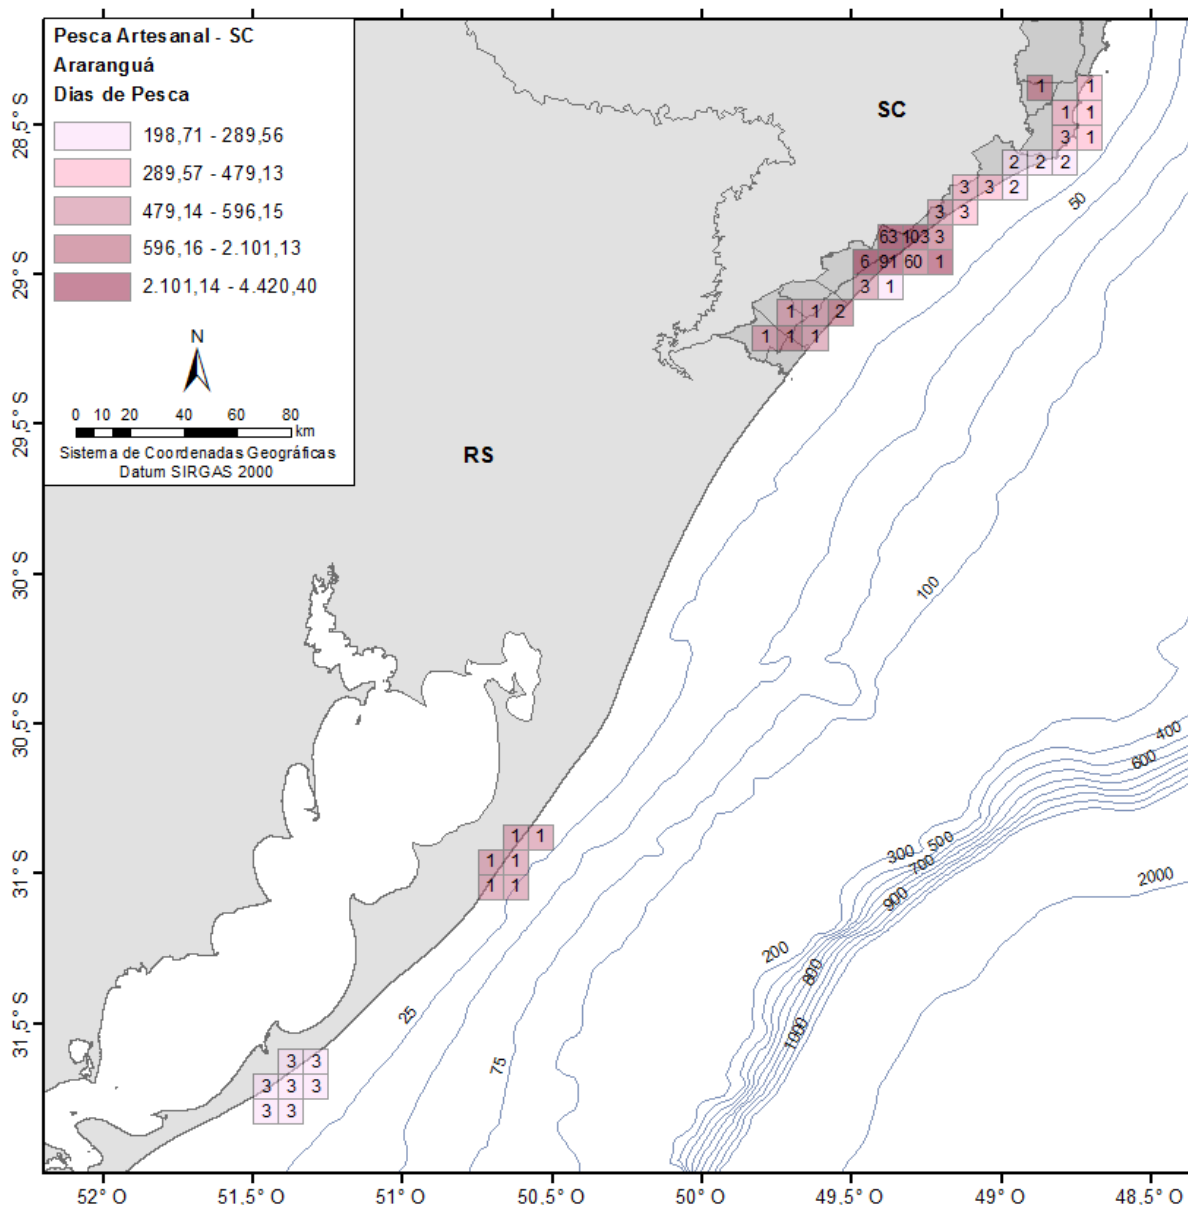 Pesca Artesanal - SC
Araranguá
Dias de Pesca
198,71 - 289,56
289,57 - 479,13
479,14 - 596,15
596,16 - 2.101,13
2.101,14 - 4.420,40
N
0 10 20 40 60 80
km
Sistema de Coordenadas Geográficas
Datum SIRGAS 2000
SC
RS
1 1
1 1
3 1
2 2 2
3 3 2
3 3
63 103 3
6 91 60 1
3 1
1 1 2
1 1 1
1 1
1 1
1 1
3 3
3 3 3
3 3
50
100
25
75
200
300
400
500
600
700
800
900
1000
2000
28,5° S
29° S
29,5° S
30° S
30,5° S
31° S
31,5° S
52° O 51,5° O 51° O 50,5° O 50° O 49,5° O 49° O 48,5° O